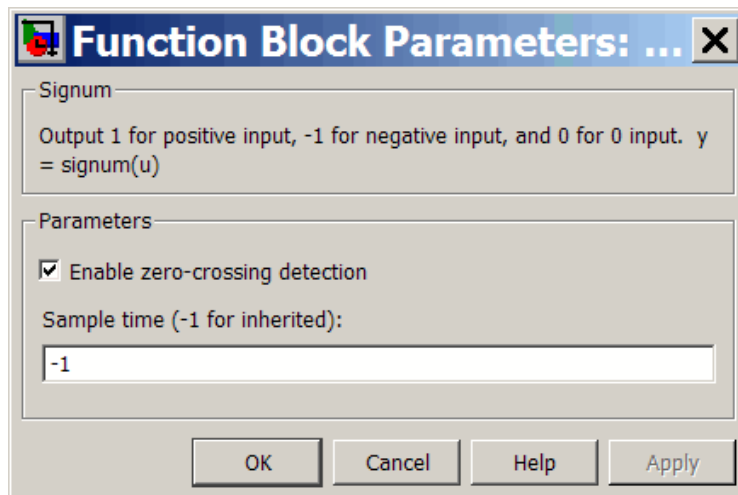 Function Block Parameters: ...
Signum
Output 1 for positive input, -1 for negative input, and 0 for 0 input.  y
= signum(u)
Parameters
Enable zero-crossing detection
Sample time (-1 for inherited):
-1
OK Cancel Help Apply